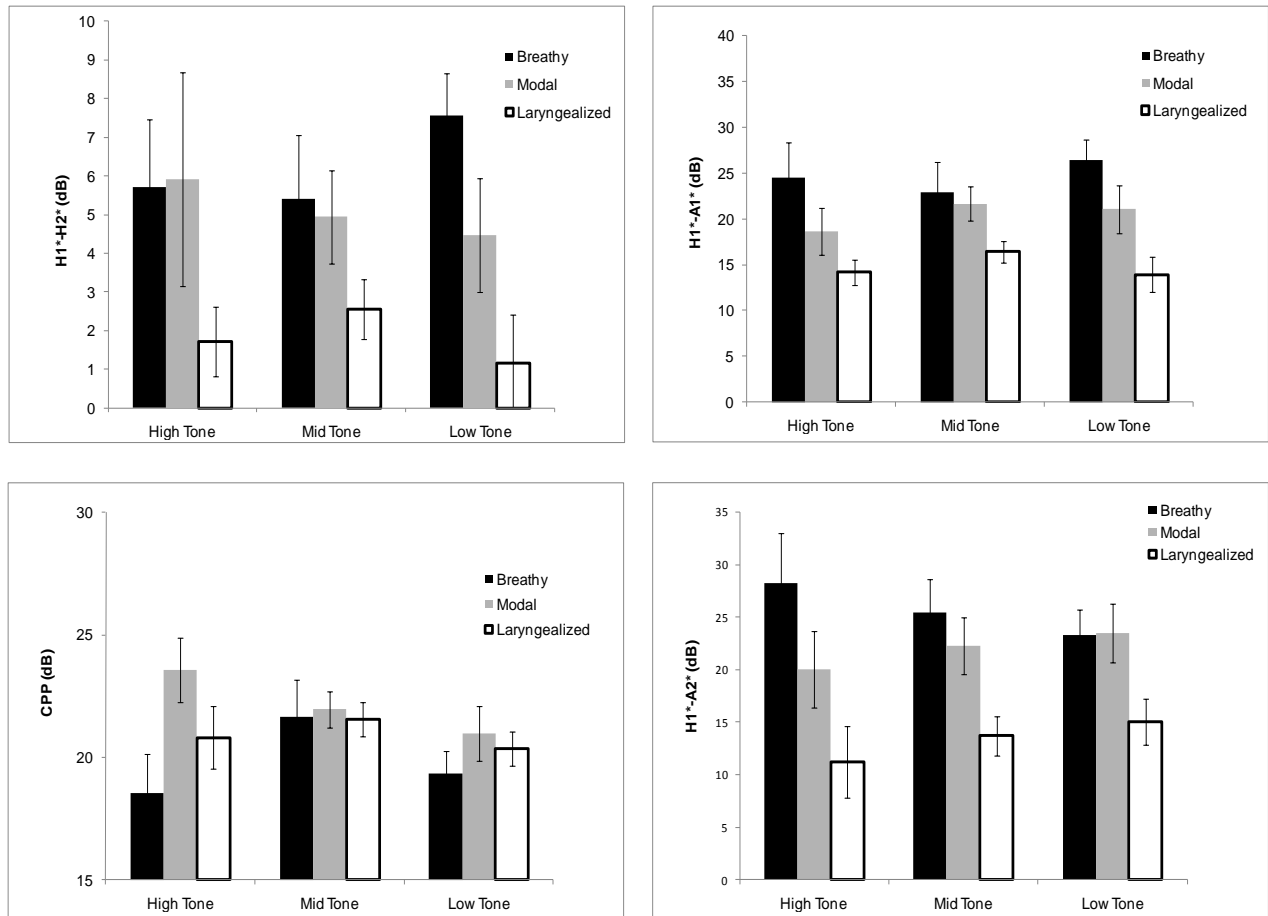 10
9
8
7
6
5
4
3
2
1
0
H1*-H2* (dB)
Breathy
Modal
Laryngealized
High Tone Mid Tone Low Tone
40
35
30
25
20
15
10
5
0
H1*-A1* (dB)
Breathy
Modal
Laryngealized
High Tone Mid Tone Low Tone
30
25
20
15
CPP (dB)
Breathy
Modal
Laryngealized
High Tone Mid Tone Low Tone
35
30
25
20
15
10
5
0
H1*-A2* (dB)
Breathy
Modal
Laryngealized
High Tone Mid Tone Low Tone